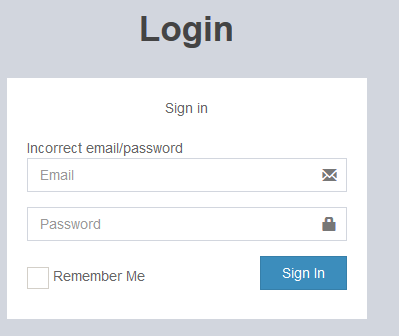 Login
Sign in
Incorrect email/password
Email
Password
Remember Me
Sign In